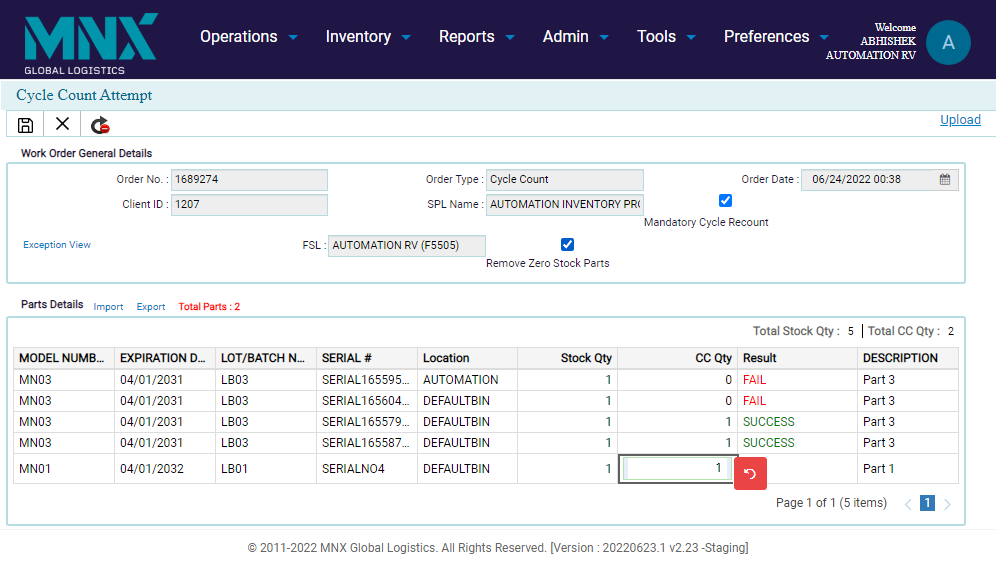 MNX
GLOBAL LOGISTICS
Operations Inventory Reports Admin Tools Preferences
Welcome
ABHISHEK
AUTOMATION RV
A
Cycle Count Attempt
Upload
Work Order General Details
Order No. : 1689274 Order Type : Cycle Count Order Date : 06/24/2022 00:38
Client ID : 1207 SPL Name : AUTOMATION INVENTORY PRO
Mandatory Cycle Recount
Exception View FSL : AUTOMATION RV (F5505)
Remove Zero Stock Parts
Parts Details Import Export Total Parts : 2
Total Stock Qty : 5 Total CC Qty : 2
MODEL NUMB... EXPIRATION D... LOT/BATCH N... SERIAL # Location Stock Qty CC Qty Result DESCRIPTION
MN03 04/01/2031 LB03 SERIAL165595... AUTOMATION 1 0 FAIL Part 3
MN03 04/01/2031 LB03 SERIAL165604... DEFAULTBIN 1 0 FAIL Part 3
MN03 04/01/2031 LB03 SERIAL165579... DEFAULTBIN 1 1 SUCCESS Part 3
MN03 04/01/2031 LB03 SERIAL165587... DEFAULTBIN 1 1 SUCCESS Part 3
MN01 04/01/2032 LB01 SERIALNO4 DEFAULTBIN 1 1 Part 1
Page 1 of 1 (5 items) 1
© 2011-2022 MNX Global Logistics. All Rights Reserved. [Version : 20220623.1 v2.23 -Staging]